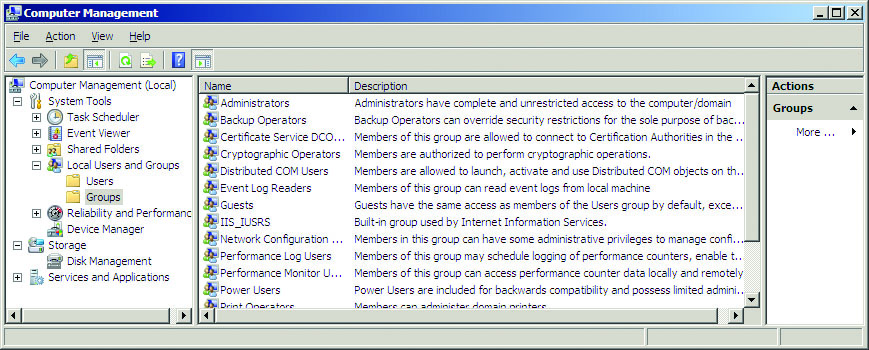 Computer Management
File Action View Help
Computer Management (Local)
System Tools
Task Scheduler
Event Viewer
Shared Folders
Local Users and Groups
Users
Groups
Reliability and Performanc
Device Manager
Storage
Disk Management
Services and Applications
Name Description
Administrators Administrators have complete and unrestricted access to the computer/domain
Backup Operators Backup Operators can override security restrictions for the sole purpose of bac...
Certificate Service DCO... Members of this group are allowed to connect to Certification Authorities in the ...
Cryptographic Operators Members are authorized to perform cryptographic operations.
Distributed COM Users Members are allowed to launch, activate and use Distributed COM objects on th...
Event Log Readers Members of this group can read event logs from local machine
Guests Guests have the same access as members of the Users group by default, exce...
IIS_IUSRS Built-in group used by Internet Information Services.
Network Configuration ... Members in this group can have some administrative privileges to manage confi...
Performance Log Users Members of this group may schedule logging of performance counters, enable t...
Performance Monitor U... Members of this group can access performance counter data locally and remotely
Power Users Power Users are included for backwards compatibility and possess limited admini...
Print Operators Members can administer domain printers
Actions
Groups
More ...